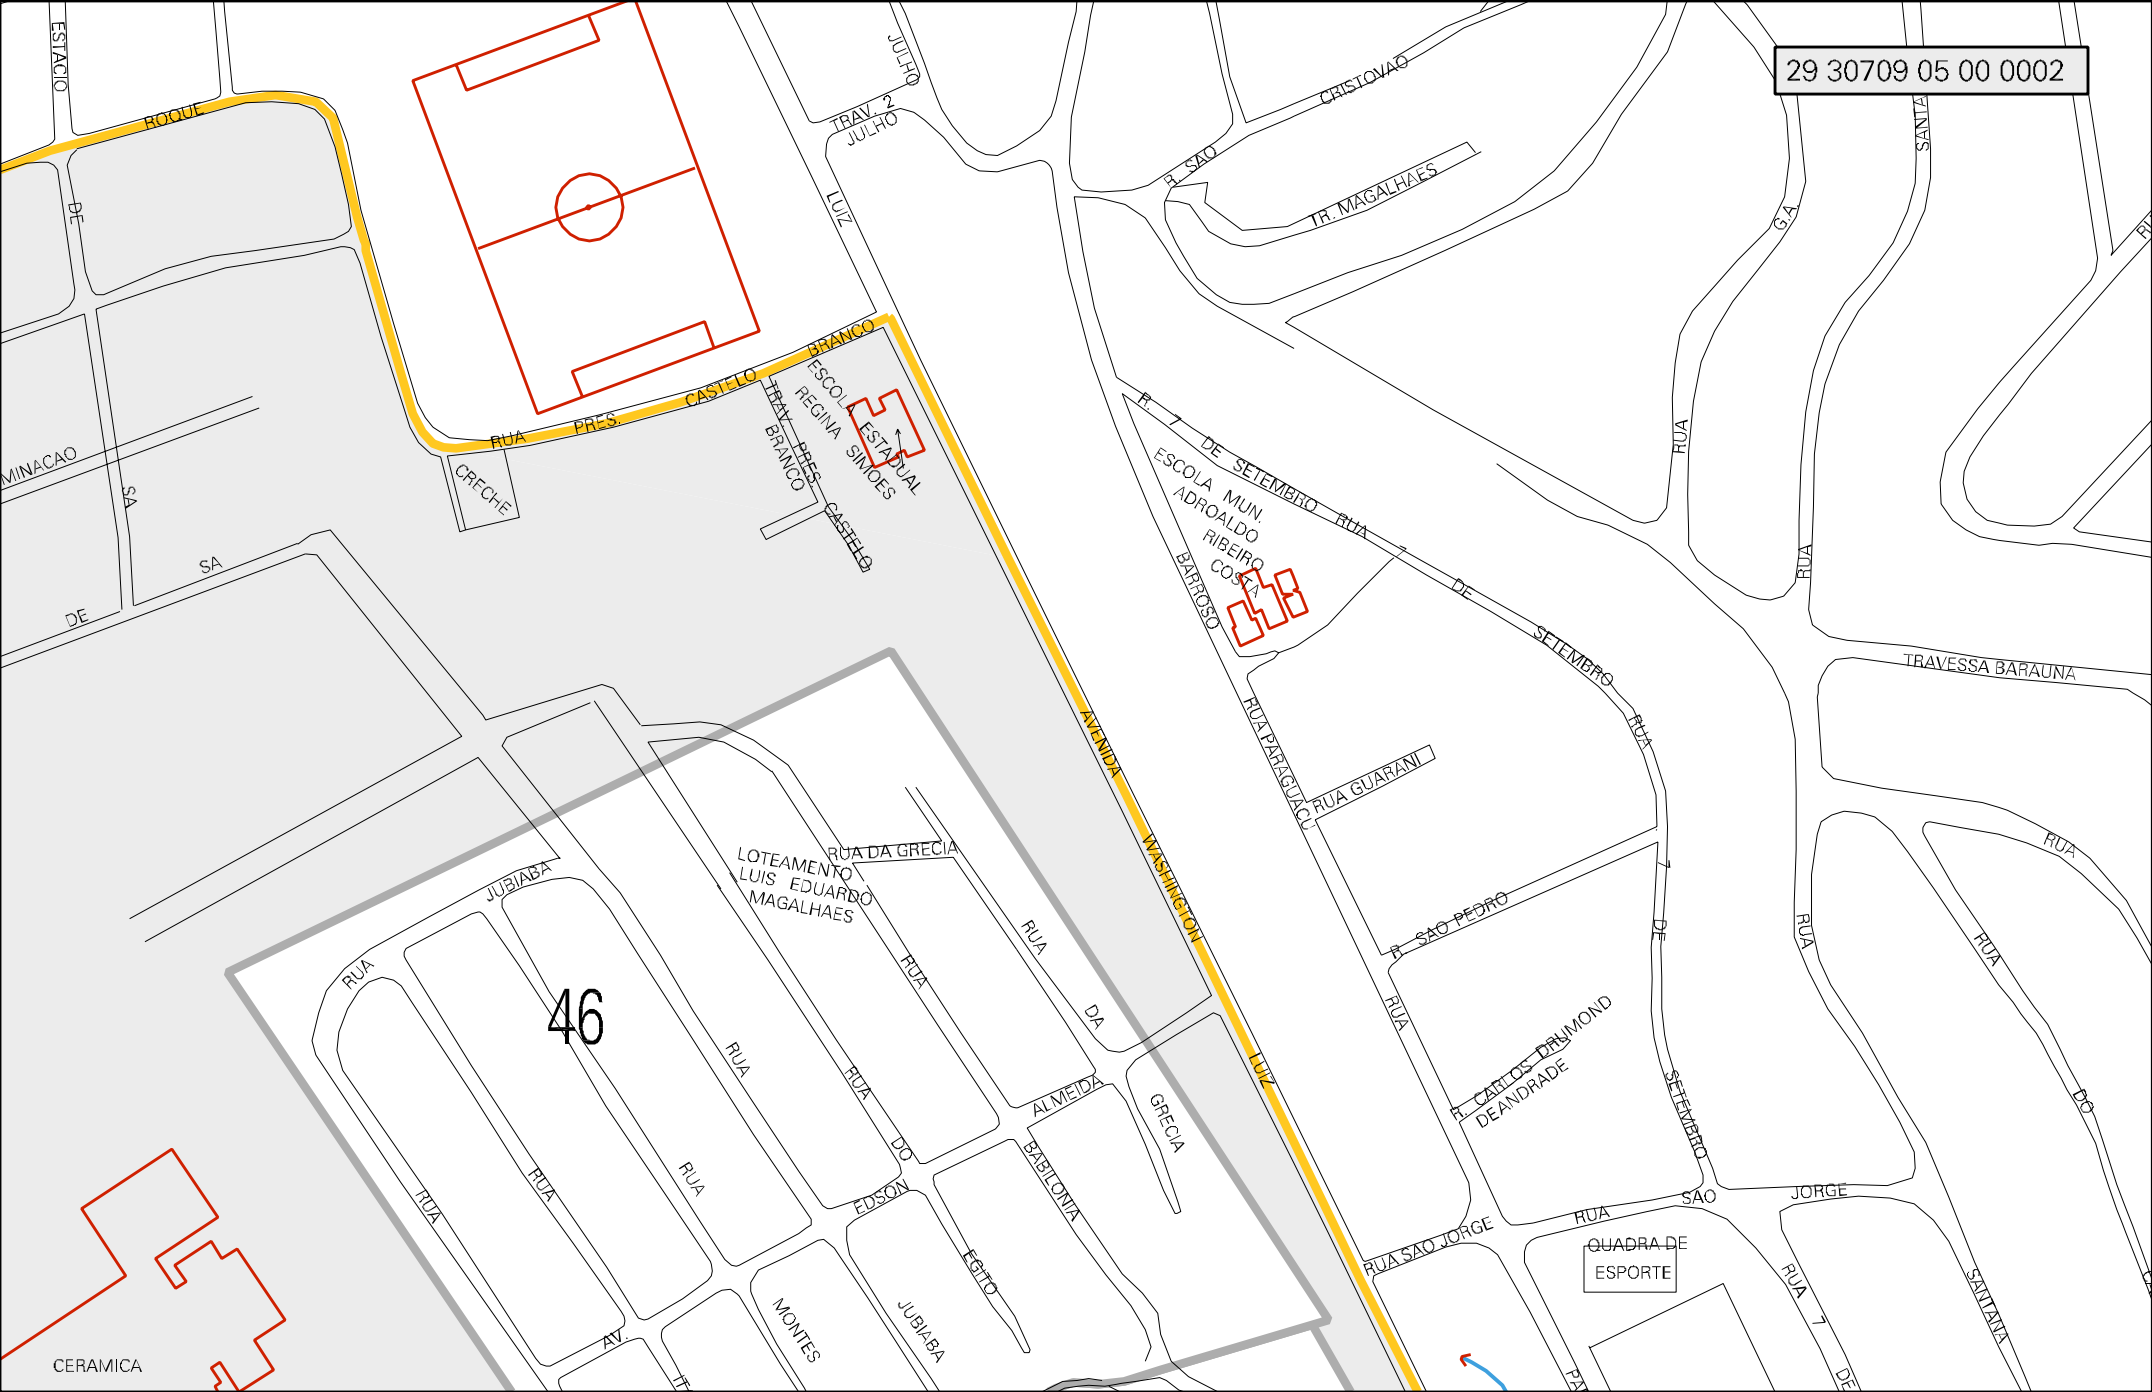 29 30709 05 00 0002
ESTACIO
ROQUE
DE
JULHO
TRAV. 2
JULHO
LUIZ
R. SAO
CRISTOVAO
TR. MAGALHAES
G.A.
RUA
SANTA
RUA
MINACAO
SA
SA
DE
RUA PRES. CASTELO BRANCO
CRECHE
TRAV. PRES. CASTELO
BRANCO
ESCOLA ESTADUAL
REGINA SIMOES
R. 7 DE SETEMBRO
RUA 7 DE SETEMBRO
ESCOLA MUN.
ADROALDO
RIBEIRO
COSTA
BARROSO
TRAVESSA BARAUNA
RUA PARAGUACU
RUA GUARANI
RUA 7 DE SETEMBRO
R. SAO PEDRO
RUA
R. CARLOS DRUMOND
DEANDRADE
AVENIDA WASHINGTON LUIZ
LOTEAMENTO
LUIS EDUARDO
MAGALHAES
RUA DA GRECIA
RUA DA GRECIA
RUA JUBIABA
46
RUA
RUA
RUA
RUA
RUA DO EGITO
RUA BABILONIA
AV. EDSON ALMEIDA
MONTES
JUBIABA
RUA SAO JORGE
RUA SAO JORGE
QUADRA DE
ESPORTE
RUA 7 DE
RUA SANTANA
RUA
RUA DO
CERAMICA